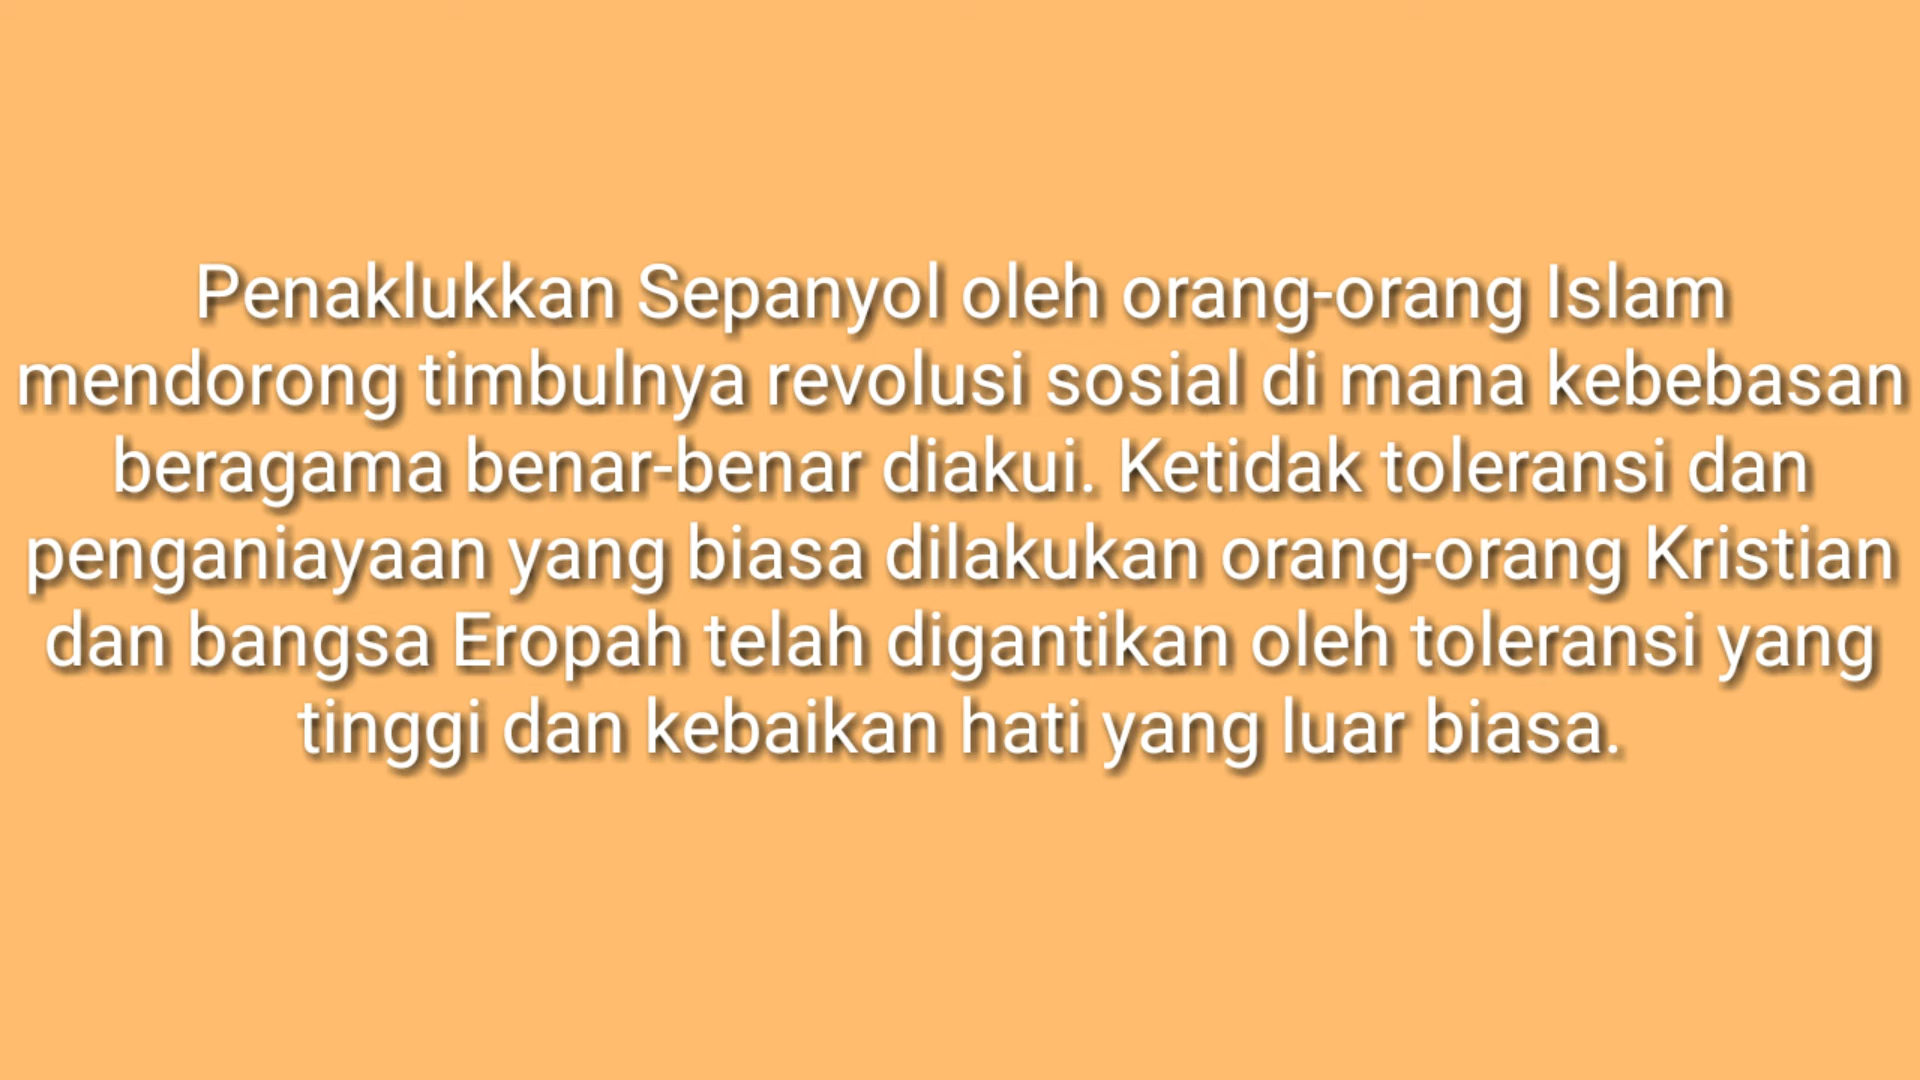 Penaklukkan Sepanyol oleh orang-orang Islam
mendorong timbulnya revolusi sosial di mana kebebasan
beragama benar-benar diakui. Ketidak toleransi dan
penganiayaan yang biasa dilakukan orang-orang Kristian
dan bangsa Eropah telah digantikan oleh toleransi yang
tinggi dan kebaikan hati yang luar biasa.